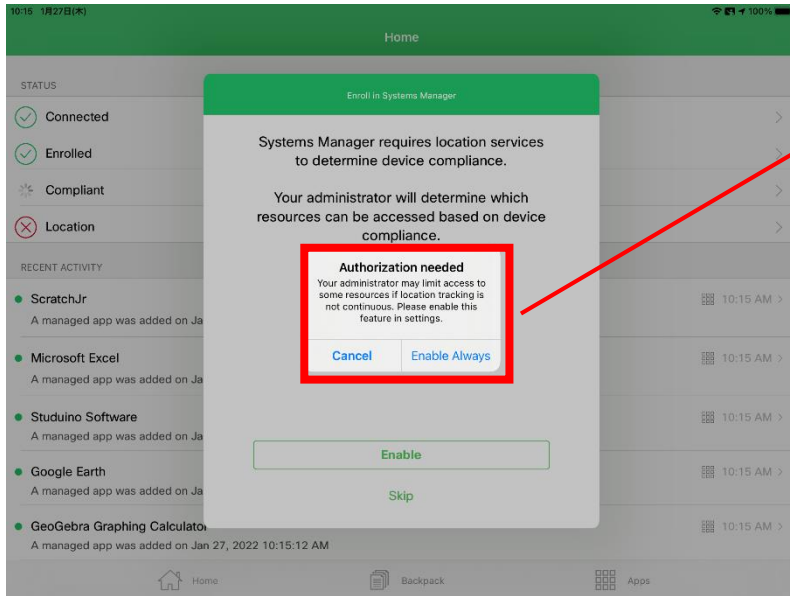 10:15 1月27日(木)
100%
Home
STATUS
Connected
Enrolled
Compliant
Location
RECENT ACTIVITY
ScratchJr
10:15 AM
A managed app was added on Ja
Microsoft Excel
10:15 AM
A managed app was added on Ja
Studuino Software
10:15 AM
A managed app was added on Ja
Google Earth
10:15 AM
A managed app was added on Ja
GeoGebra Graphing Calculator
10:15 AM
A managed app was added on Jan 27, 2022 10:15:12 AM
Enroll in Systems Manager
Systems Manager requires location services
to determine device compliance.
Your administrator will determine which
resources can be accessed based on device
compliance.
Authorization needed
Your administrator may limit access to
some resources if location tracking is
not continuous. Please enable this
feature in settings.
Cancel
Enable Always
Enable
Skip
Home
Backpack
Apps